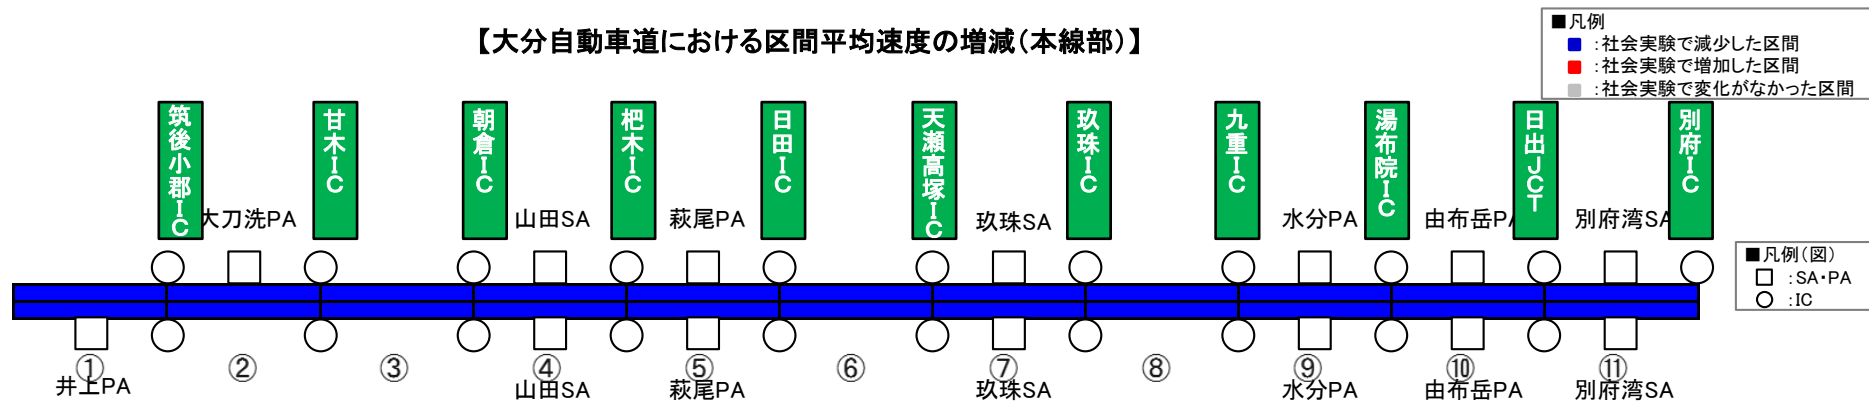 【大分自動車道における区間平均速度の増減(本線部)】
■凡例
：社会実験で減少した区間
：社会実験で増加した区間
：社会実験で変化がなかった区間
筑後小郡IC
甘木IC
朝倉IC
杷木IC
日田IC
天瀬高塚IC
玖珠IC
九重IC
湯布院IC
日出JCT
別府IC
大刀洗PA
山田SA
萩尾PA
玖珠SA
水分PA
由布岳PA
別府湾SA
■凡例(図)
：SA・PA
：IC
①
②
③
④
⑤
⑥
⑦
⑧
⑨
⑩
⑪
井上PA
山田SA
萩尾PA
玖珠SA
水分PA
由布岳PA
別府湾SA